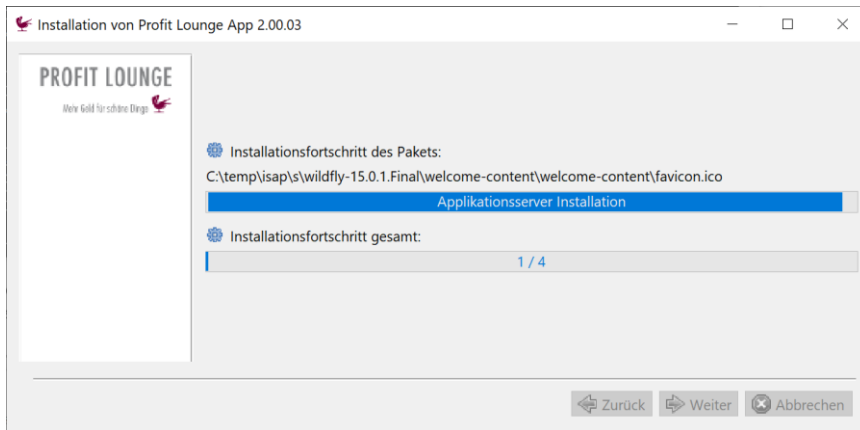 Installation von Profit Lounge App 2.00.03
PROFIT LOUNGE
Mehr Geld für schöne Dinge
Installationsfortschritt des Pakets:
C:\temp\isap\s\wildfly-15.0.1.Final\welcome-content\welcome-content\favicon.ico
Applikationsserver Installation
Installationsfortschritt gesamt:
1 / 4
Zurück
Weiter
Abbrechen